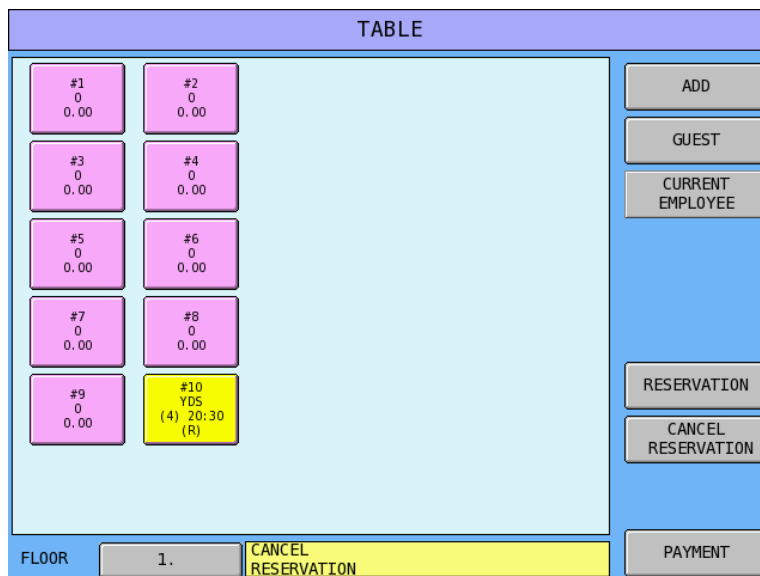 TABLE
#1
0
0.00
#2
0
0.00
ADD
GUEST
#3
0
0.00
#4
0
0.00
CURRENT
EMPLOYEE
#5
0
0.00
#6
0
0.00
#7
0
0.00
#8
0
0.00
#9
0
0.00
#10
YDS
(4) 20:30
(R)
RESERVATION
CANCEL
RESERVATION
FLOOR
1.
CANCEL
RESERVATION
PAYMENT